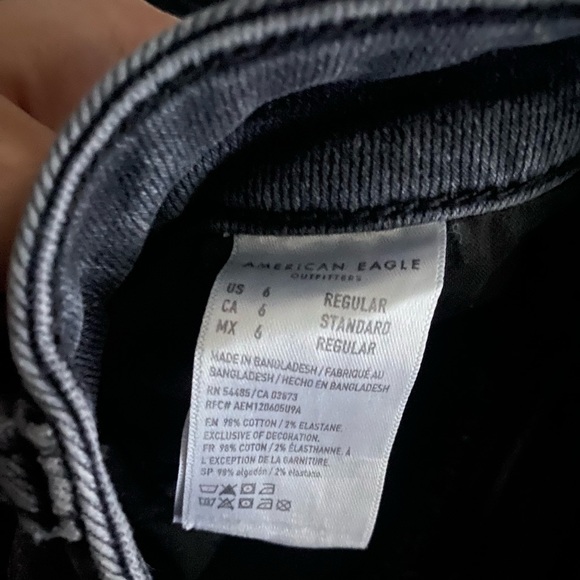 AMERICAN EAGLE
OUTFITTERS
US 6 REGULAR
CA 6 STANDARD
MX 6 REGULAR
MADE IN BANGLADESH / FABRIQUÉ AU
BANGLADESH / HECHO EN BANGLADESH
RN 54485/CA 02873
RFC# AEM120605U9A
EN 98% COTTON / 2% ELASTANE.
EXCLUSIVE OF DECORATION.
FR 98% COTON / 2% ÉLASTHANNE. À
L'EXCEPTION DE LA GARNITURE.
SP 98% algodón / 2% elastano.